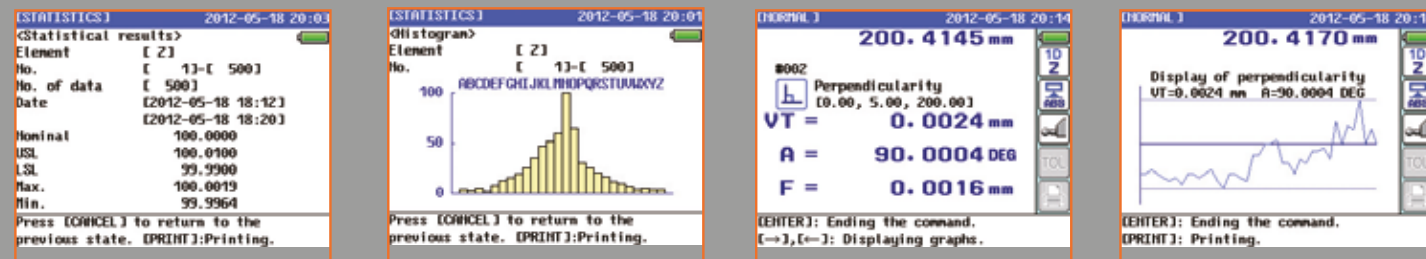 [STATISTICS] 2012-05-18 20:03
<Statistical results>
Element [ Z]
No. [ 1]-[ 500]
No. of data [ 500]
Date [2012-05-18 18:12]
[2012-05-18 18:20]
Nominal 100.0000
USL 100.0100
LSL 99.9900
Max. 100.0019
Min. 99.9964
Press [CANCEL] to return to the
previous state. [PRINT]:Printing.
[STATISTICS] 2012-05-18 20:01
<Histogram>
Element [ Z]
No. [ 1]-[ 500]
ABCDEFGHIJKLMNOPQRSTUVWXYZ
100
50
0
Press [CANCEL] to return to the
previous state. [PRINT]:Printing.
[NORMAL ] 2012-05-18 20:14
200.4145 mm
1D
Z
#002
Perpendicularity
[0.00, 5.00, 200.00]
ABS
VT = 0.0024 mm
A = 90.0004 DEG
TOL
F = 0.0016 mm
[ENTER]: Ending the command.
[→],[←]: Displaying graphs.
[NORMAL ] 2012-05-18
200.4170 mm
1D
Z
Display of perpendicularity
VT=0.0024 mm A=90.0004 DEG
ABS
TOL
[ENTER]: Ending the command.
[PRINT]: Printing.